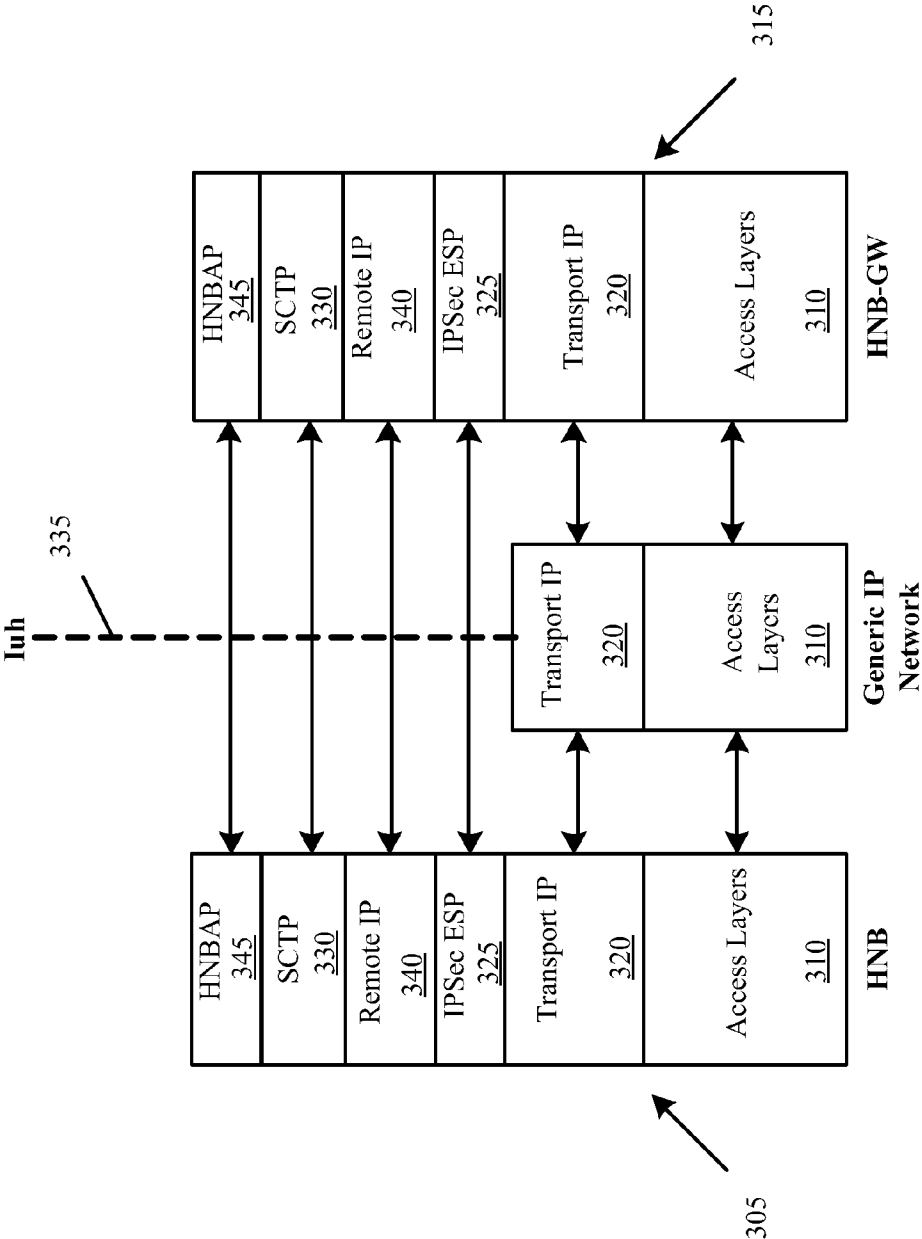 Iuh
335
HNBAP
345
SCTP
330
Remote IP
340
IPSec ESP
325
Transport IP
320
Access Layers
310
HNB
305
Transport IP
320
Access
Layers
310
Generic IP
Network
HNBAP
345
SCTP
330
Remote IP
340
IPSec ESP
325
Transport IP
320
Access Layers
310
HNB-GW
315